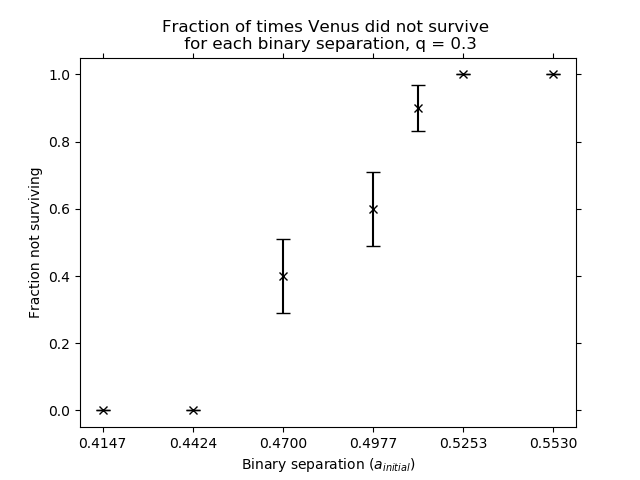 Fraction of times Venus did not survive
for each binary separation, q = 0.3
1.0
0.8
0.6
0.4
0.2
0.0
Fraction not surviving
0.4147 0.4424 0.4700 0.4977 0.5253 0.5530
Binary separation (a_initial)